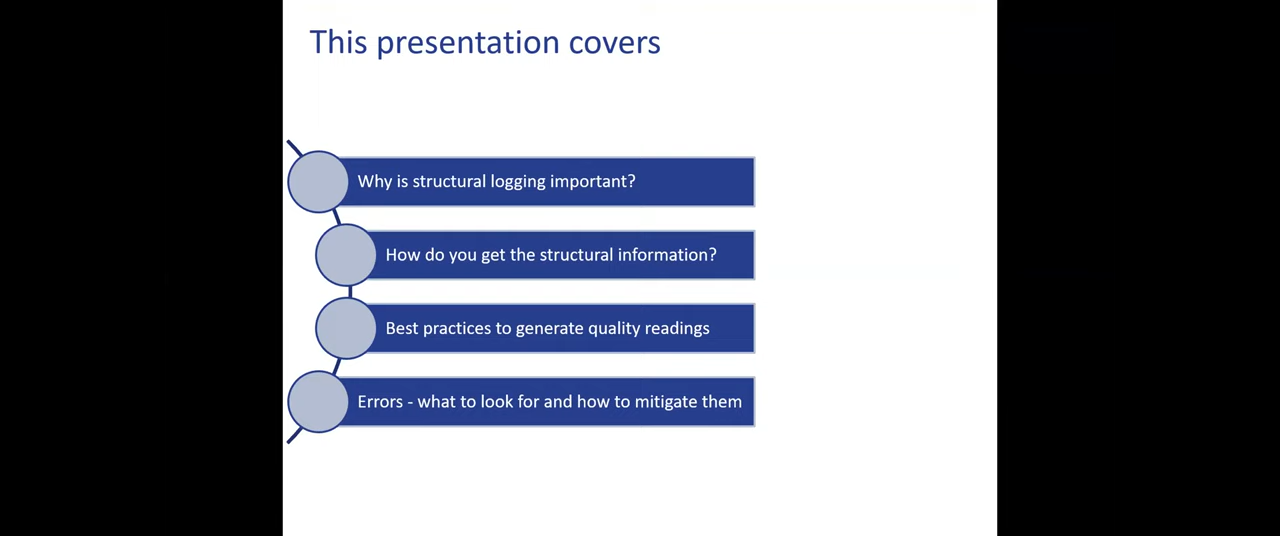 This presentation covers
Why is structural logging important?
How do you get the structural information?
Best practices to generate quality readings
Errors - what to look for and how to mitigate them